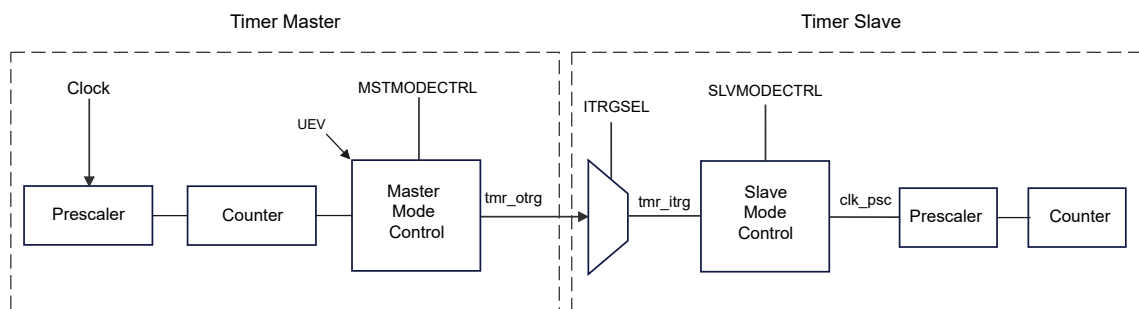 Timer Master
Timer Slave
Clock
MSTMODECTRL
UEV
Prescaler
Counter
Master
Mode
Control
tmr_otrg
ITRGSEL
SLVMODECTRL
tmr_itrg
Slave
Mode
Control
clk_psc
Prescaler
Counter